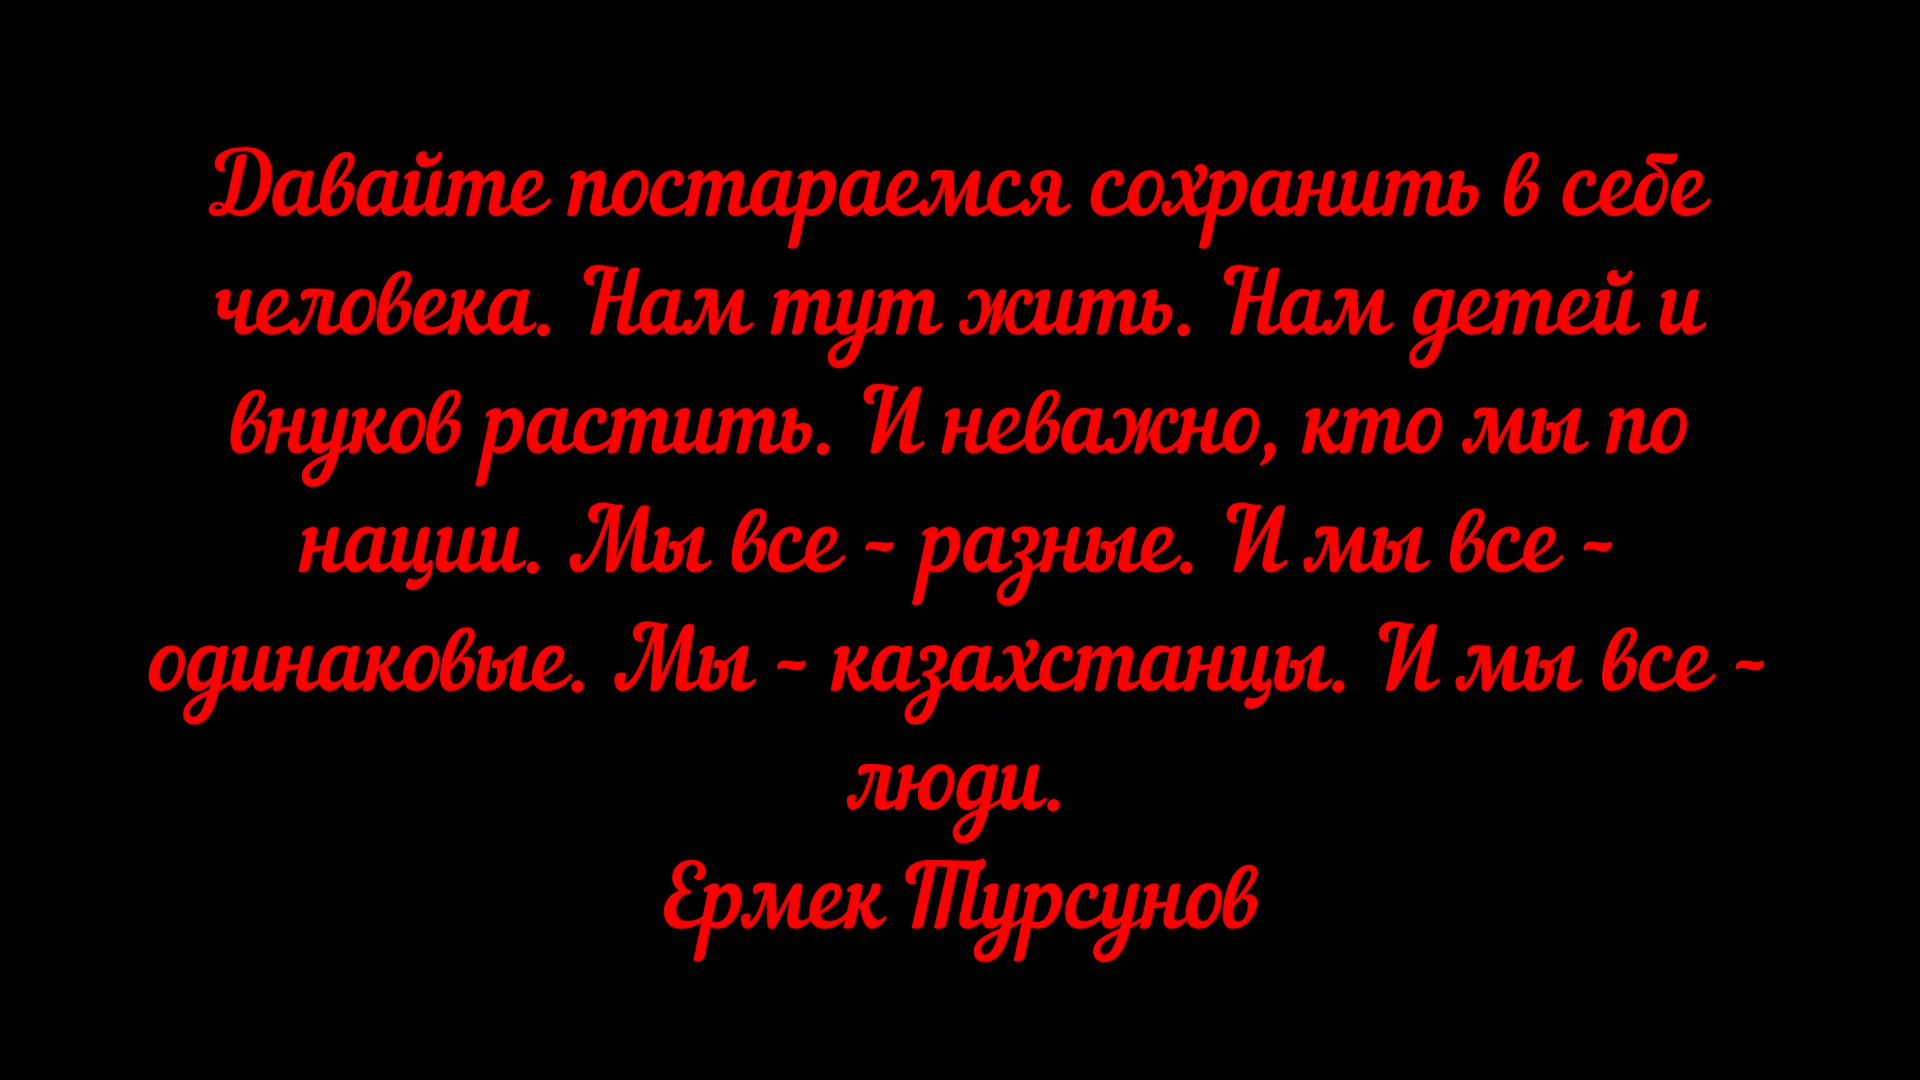 Давайте постараемся сохранить в себе
человека. Нам тут жить. Нам детей и
внуков растить. И неважно, кто мы по
нации. Мы все - разные. И мы все -
одинаковые. Мы - казахстанцы. И мы все -
люди.
Ермек Турсунов